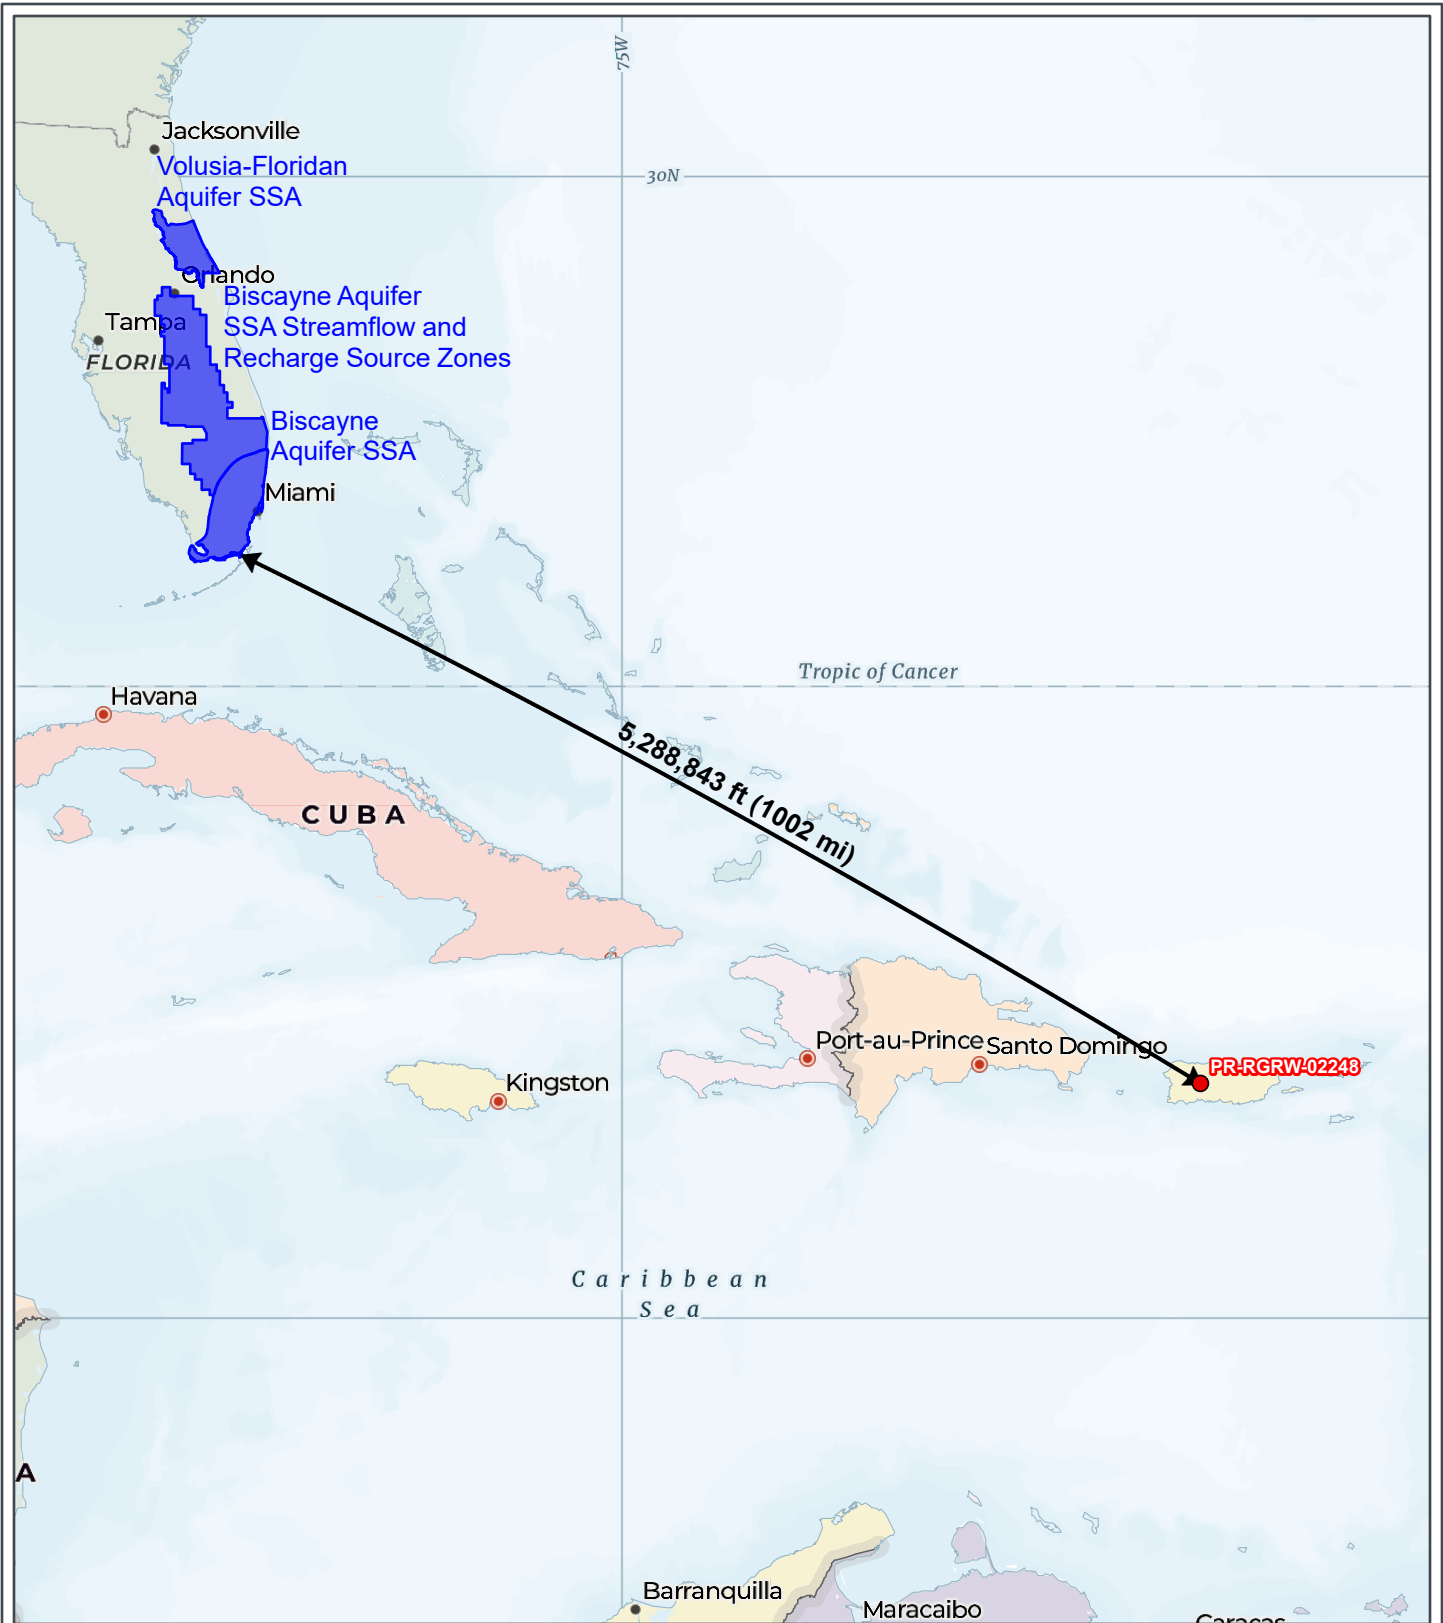 75W
Jacksonville
Volusia-Floridan
Aquifer SSA
30N
Orlando
Biscayne Aquifer
SSA Streamflow and
Recharge Source Zones
Tampa
FLORIDA
Biscayne
Aquifer SSA
Miami
Tropic of Cancer
Havana
5,288,843 ft (1002 mi)
CUBA
Port-au-Prince
Santo Domingo
PR-RGRW-02248
Kingston
Caribbean
Sea
A
Barranquilla
Maracaibo
Caracas